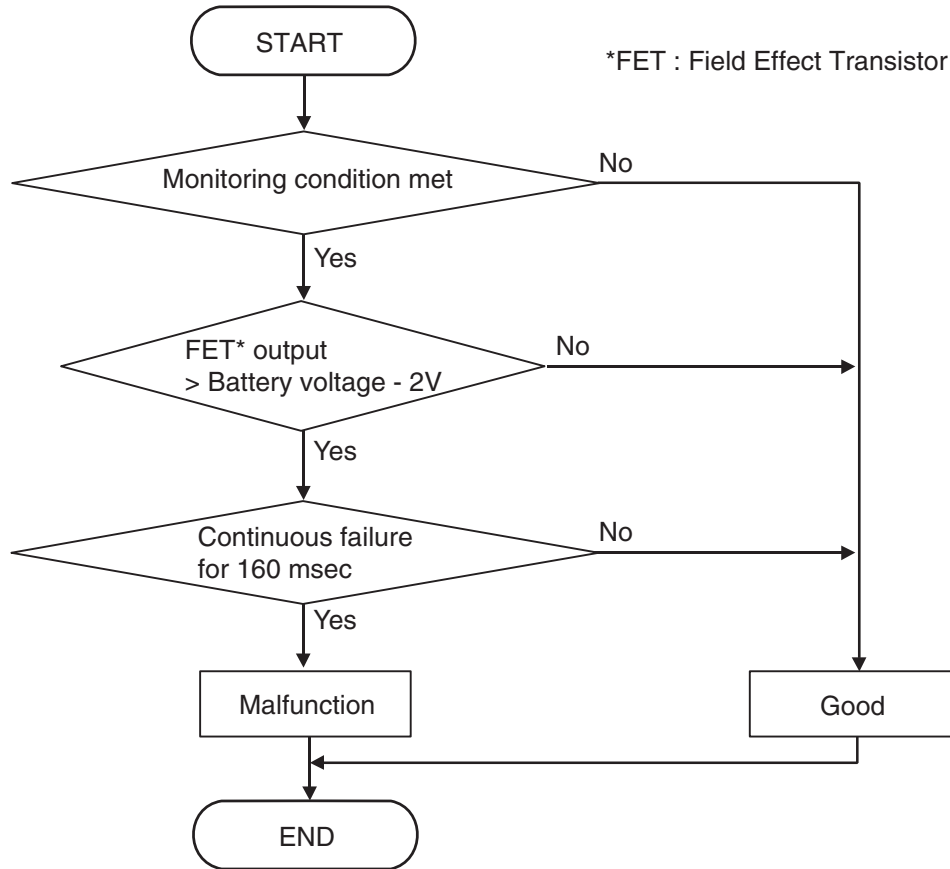 START
*FET : Field Effect Transistor
Monitoring condition met
No
Yes
FET* output
> Battery voltage - 2V
No
Yes
Continuous failure
for 160 msec
No
Yes
Malfunction
Good
END